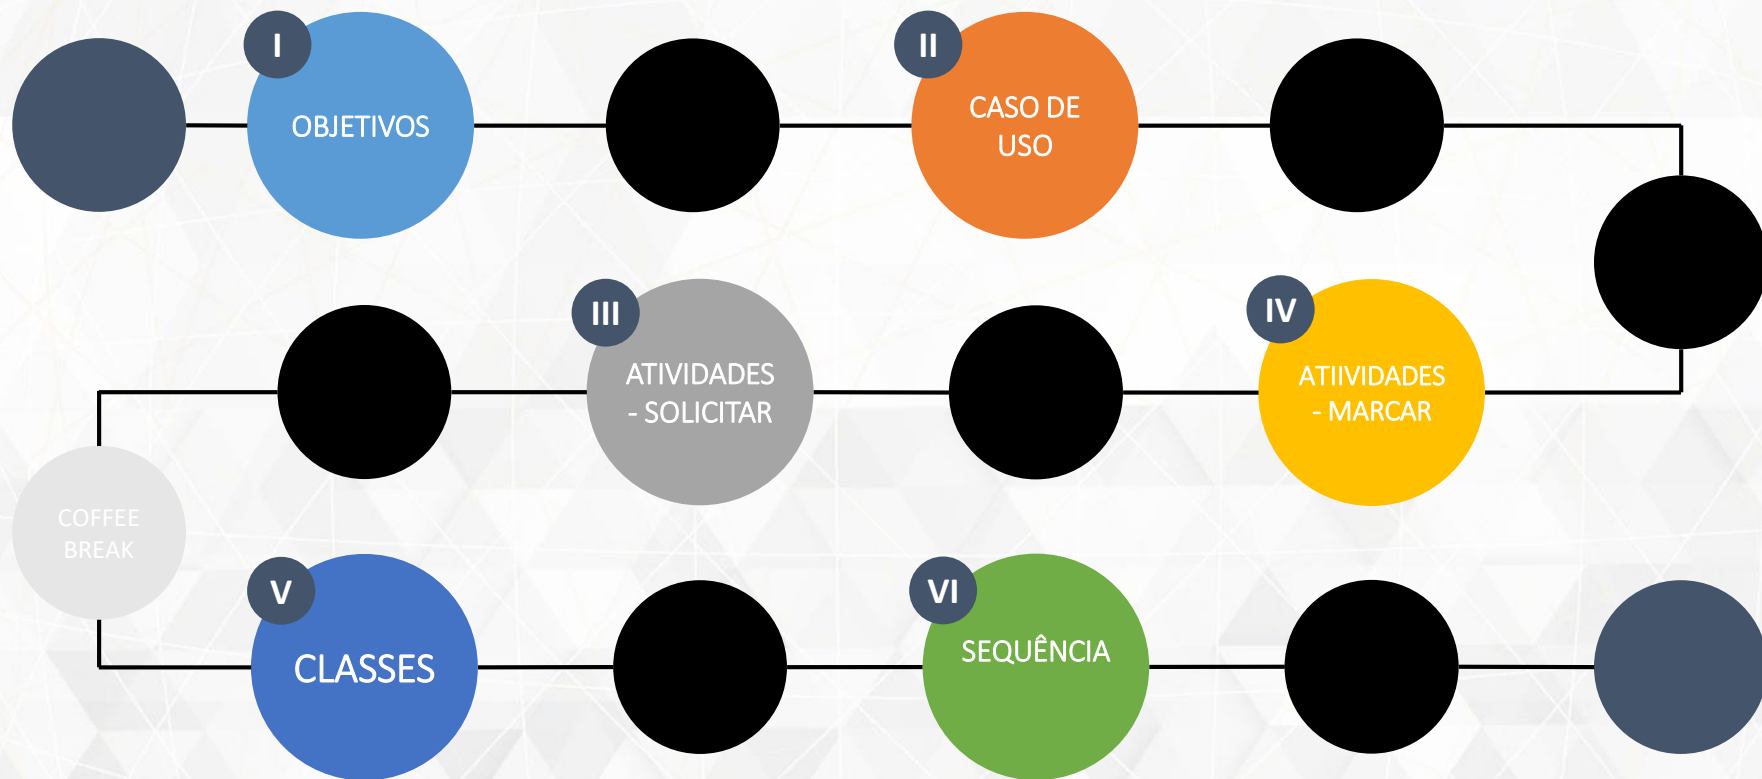 I
OBJETIVOS
II
CASO DE
USO
III
ATIVIDADES
- SOLICITAR
IV
ATIIVIDADES
- MARCAR
COFFEE
BREAK
V
CLASSES
VI
SEQUÊNCIA